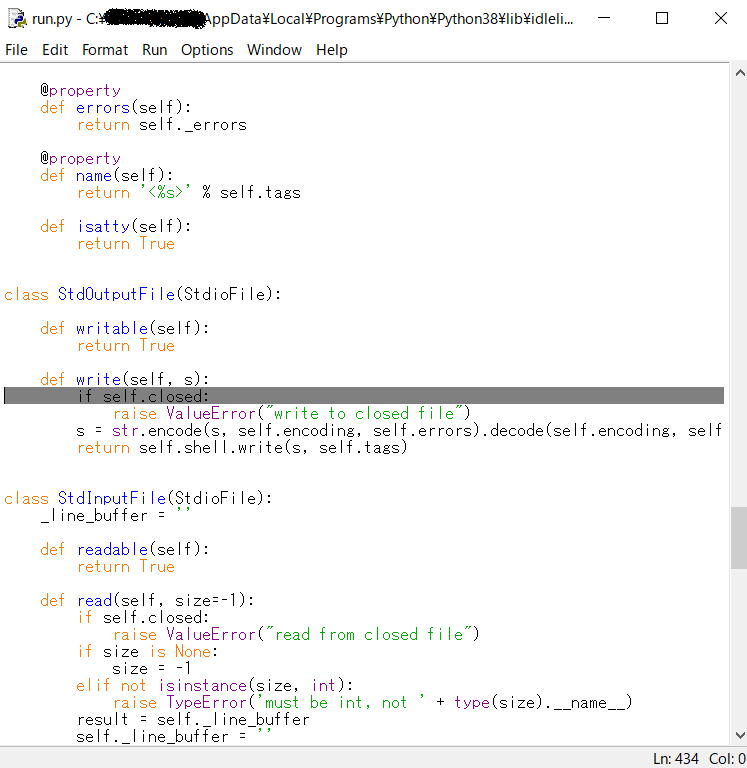 run.py - C:¥ AppData¥Local¥Programs¥Python¥Python38¥lib¥idleli...
File Edit Format Run Options Window Help
    @property
    def errors(self):
        return self._errors

    @property
    def name(self):
        return '<%s>' % self.tags

    def isatty(self):
        return True


class StdOutputFile(StdioFile):

    def writable(self):
        return True

    def write(self, s):
        if self.closed:
            raise ValueError("write to closed file")
        s = str.encode(s, self.encoding, self.errors).decode(self.encoding, self
        return self.shell.write(s, self.tags)


class StdInputFile(StdioFile):
    _line_buffer = ''

    def readable(self):
        return True

    def read(self, size=-1):
        if self.closed:
            raise ValueError("read from closed file")
        if size is None:
            size = -1
        elif not isinstance(size, int):
            raise TypeError('must be int, not ' + type(size).__name__)
        result = self._line_buffer
        self._line_buffer = ''
Ln: 434 Col: 0